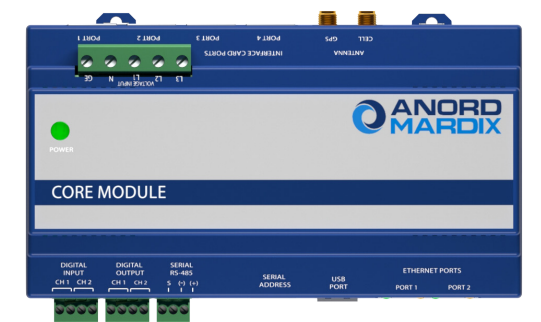 PORT 1 PORT 2 PORT 3 PORT 4 GPS CELL
INTERFACE CARD PORTS ANTENNA
GE N L1 L2 L3
VOLTAGE INPUT
ANORD
MARDIX
POWER
CORE MODULE
DIGITAL INPUT
CH 1 CH 2
DIGITAL OUTPUT
CH 1 CH 2
SERIAL RS-485
S (-) (+)
SERIAL ADDRESS
USB PORT
ETHERNET PORTS
PORT 1 PORT 2